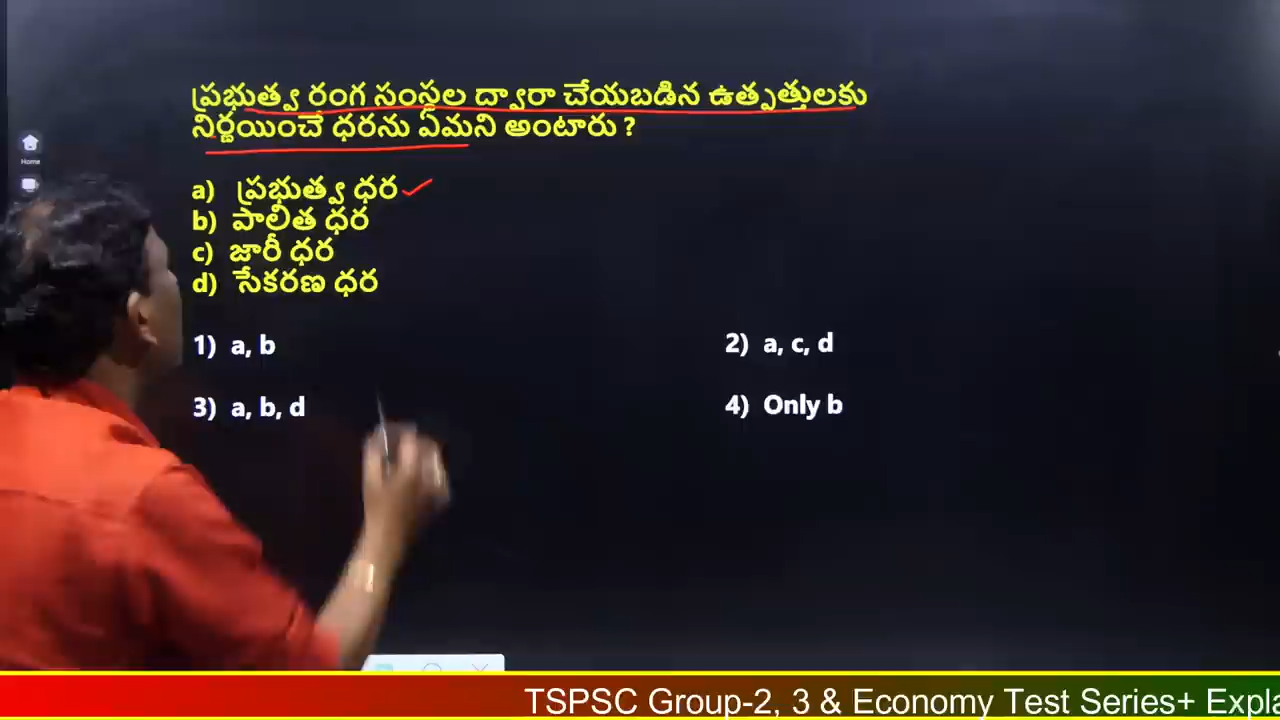 ప్రభుత్వ రంగ సంస్థల ద్వారా చేయబడిన ఉత్పత్తులకు
నిర్ణయించే ధరను ఏమని అంటారు ?
Home
a) ప్రభుత్వ ధర
b) పాలిత ధర
c) జారీ ధర
d) సేకరణ ధర
1) a, b
2) a, c, d
3) a, b, d
4) Only b
TSPSC Group-2, 3 & Economy Test Series+ Expla